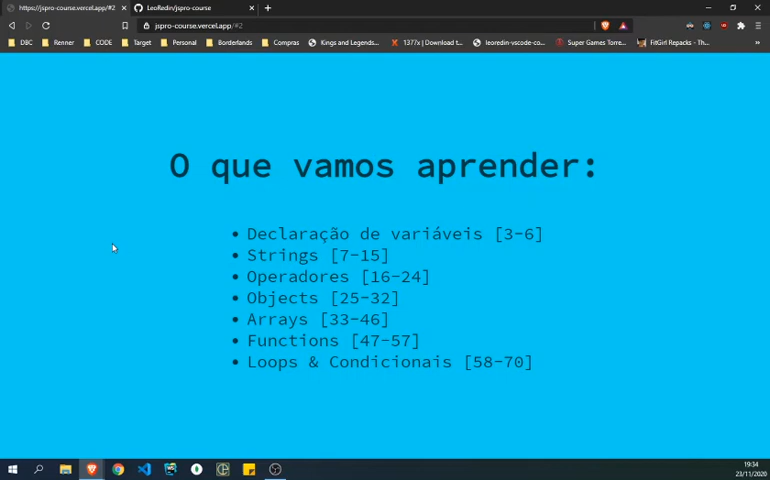 https://jspro-course.vercel.app/#2
LeoRedin/jspro-course
jspro-course.vercel.app/#2
DBC
Renner
CODE
Target
Personal
Borderlands
Compras
Kings and Legends...
1377x | Download t...
leoredin-vscode-co...
Super Games Torre...
FitGirl Repacks - Th...
O que vamos aprender:
• Declaração de variáveis [3-6]
• Strings [7-15]
• Operadores [16-24]
• Objects [25-32]
• Arrays [33-46]
• Functions [47-57]
• Loops & Condicionais [58-70]
19:34
23/11/2020